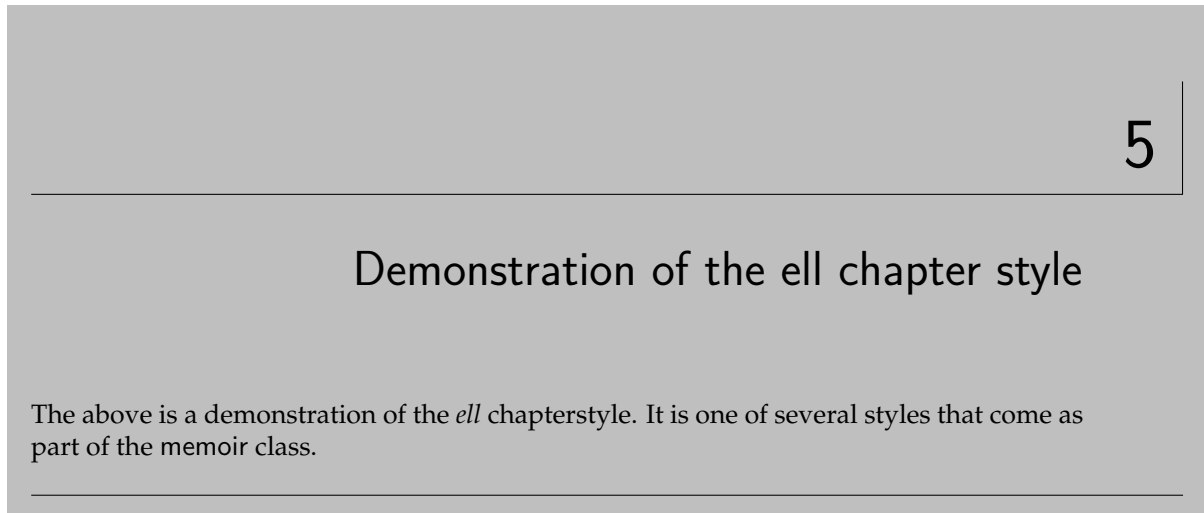 5
Demonstration of the ell chapter style
The above is a demonstration of the ell chapterstyle. It is one of several styles that come as
part of the memoir class.